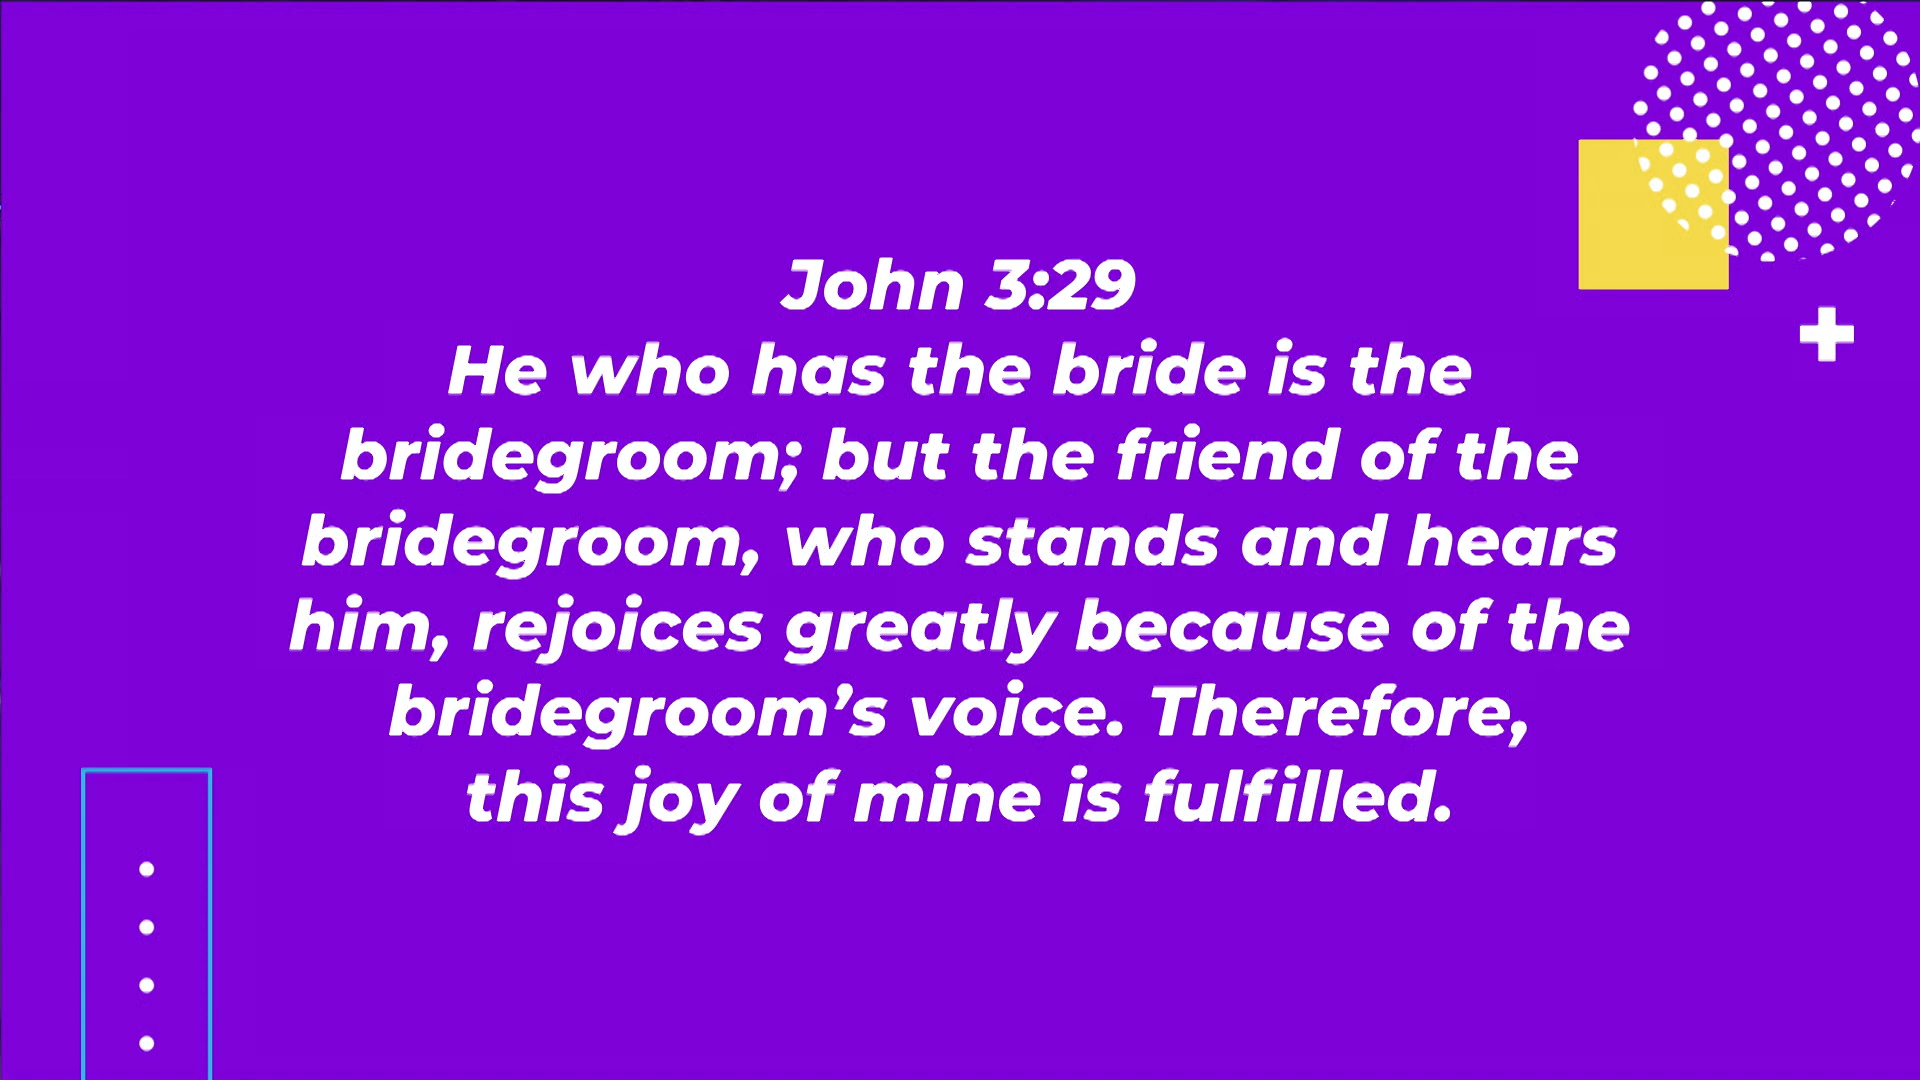 John 3:29
He who has the bride is the
bridegroom; but the friend of the
bridegroom, who stands and hears
him, rejoices greatly because of the
bridegroom’s voice. Therefore,
this joy of mine is fulfilled.